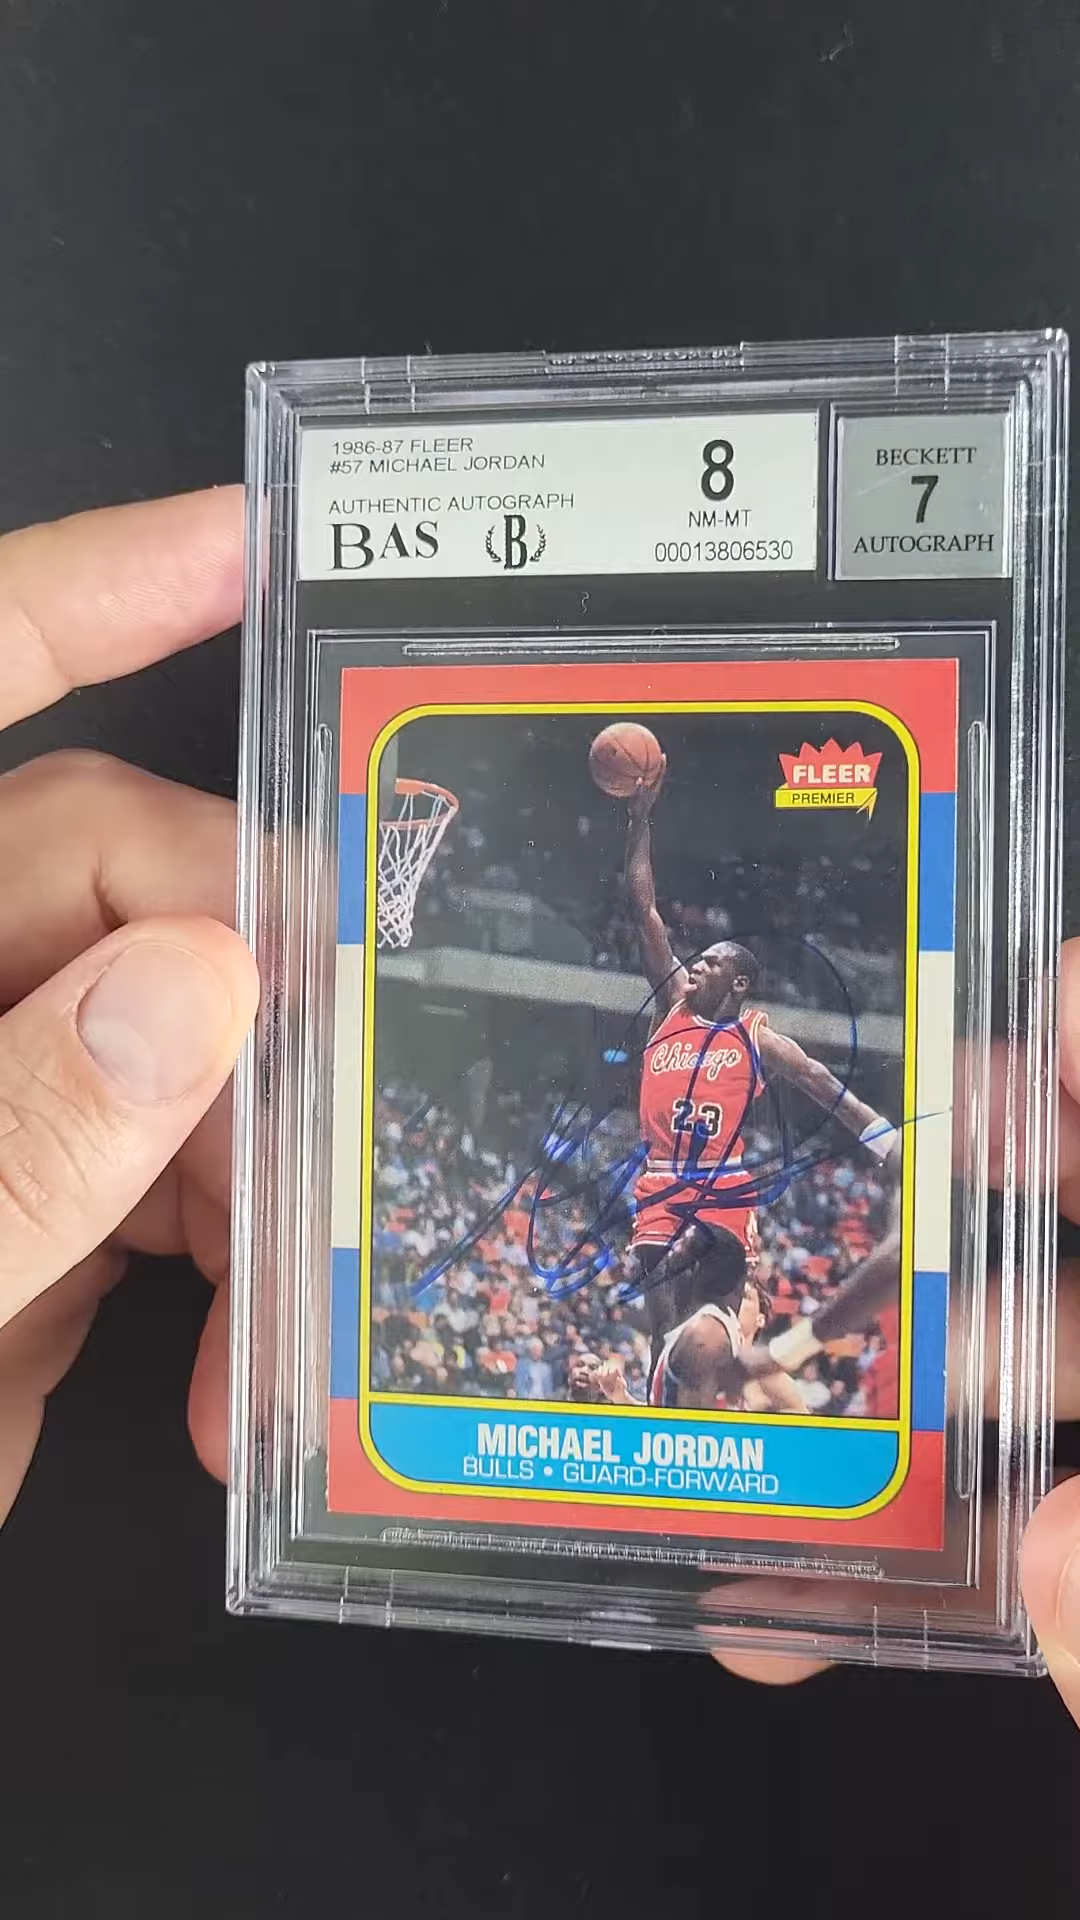 1986-87 FLEER
#57 MICHAEL JORDAN
AUTHENTIC AUTOGRAPH
BAS B
8
NM-MT
00013806530
BECKETT
7
AUTOGRAPH
FLEER
PREMIER
Chicago
23
MICHAEL JORDAN
BULLS • GUARD-FORWARD